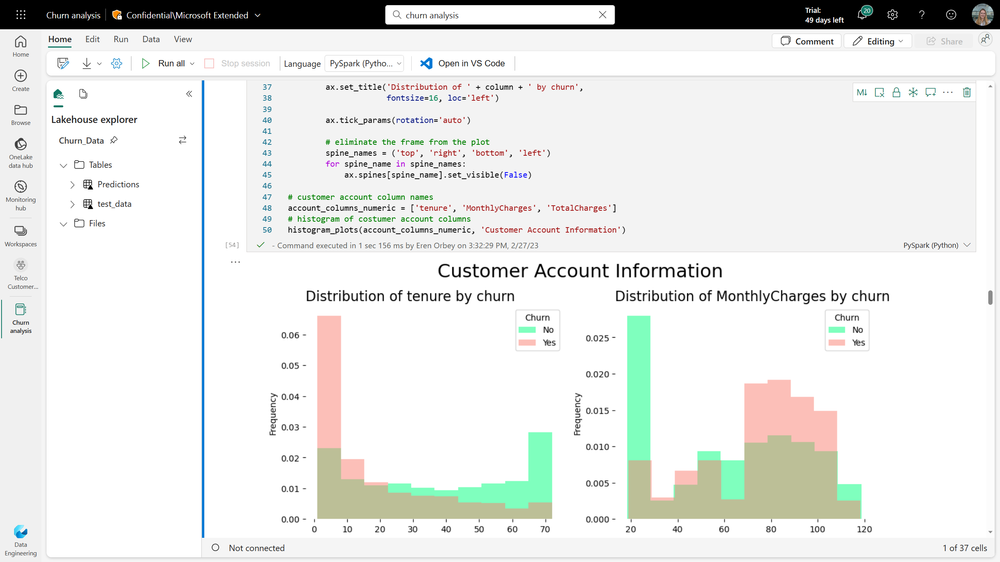 Churn analysis
Confidential\Microsoft Extended
churn analysis
Trial:
49 days left
20
Home
Edit
Run
Data
View
Comment
Editing
Share
Run all
Stop session
Language
PySpark (Pytho...
Open in VS Code
Home
Create
Browse
OneLake
data hub
Monitoring
hub
Workspaces
Telco
Customer...
Churn
analysis
Data
Engineering
Lakehouse explorer
Churn_Data
Tables
Predictions
test_data
Files
37 ax.set_title('Distribution of ' + column + ' by churn',
38 fontsize=16, loc='left')
39
40 ax.tick_params(rotation='auto')
41
42 # eliminate the frame from the plot
43 spine_names = ('top', 'right', 'bottom', 'left')
44 for spine_name in spine_names:
45 ax.spines[spine_name].set_visible(False)
46
47 # customer account column names
48 account_columns_numeric = ['tenure', 'MonthlyCharges', 'TotalCharges']
49 # histogram of costumer account columns
50 histogram_plots(account_columns_numeric, 'Customer Account Information')
M↓
[54]
- Command executed in 1 sec 156 ms by Eren Orbey on 3:32:29 PM, 2/27/23
PySpark (Python)
Customer Account Information
Distribution of tenure by churn
Churn
No
Yes
Frequency
0.06
0.05
0.04
0.03
0.02
0.01
0.00
0 10 20 30 40 50 60 70
Distribution of MonthlyCharges by churn
Churn
No
Yes
Frequency
0.025
0.020
0.015
0.010
0.005
0.000
20 40 60 80 100 120
Not connected
1 of 37 cells